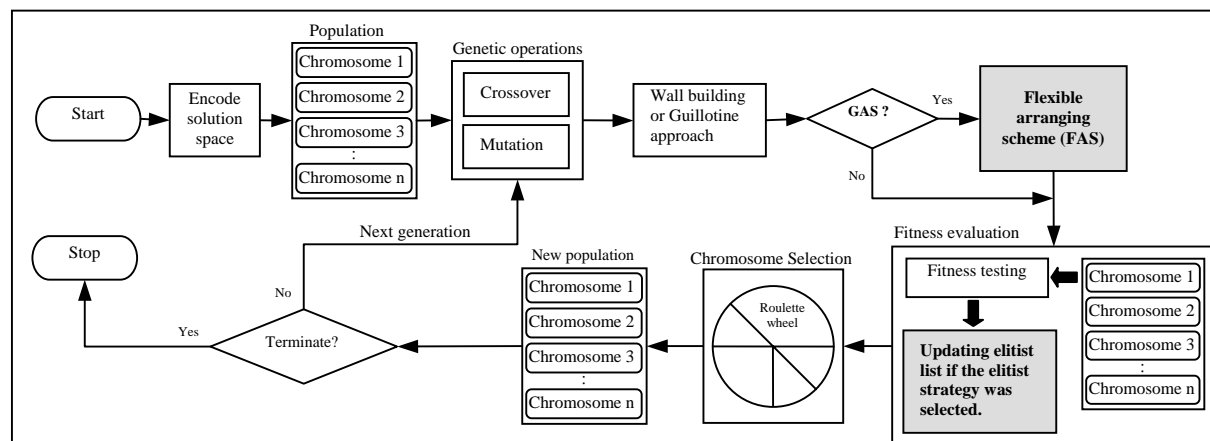 Population
Chromosome 1
Chromosome 2
Chromosome 3
:
Chromosome n
Start
Encode
solution
space
Genetic operations
Crossover
Mutation
Wall building
or Guillotine
approach
GAS ?
Yes
No
Flexible
arranging
scheme (FAS)
Fitness evaluation
Fitness testing
Chromosome 1
Chromosome 2
Chromosome 3
:
Chromosome n
Updating elitist
list if the elitist
strategy was
selected.
Chromosome Selection
Roulette
wheel
New population
Chromosome 1
Chromosome 2
Chromosome 3
:
Chromosome n
Next generation
No
Terminate?
Yes
Stop